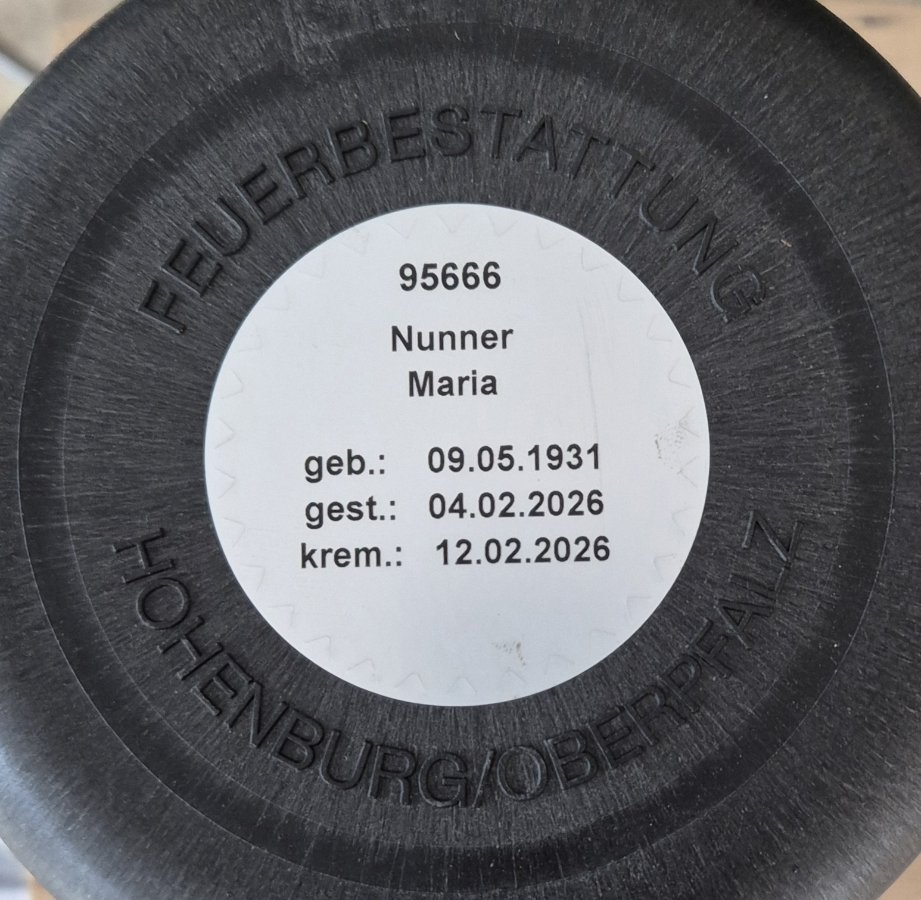 FEUERBESTATTUNG
95666
Nunner
Maria
geb.: 09.05.1931
gest.: 04.02.2026
krem.: 12.02.2026
HOHENBURG/OBERPFALZ